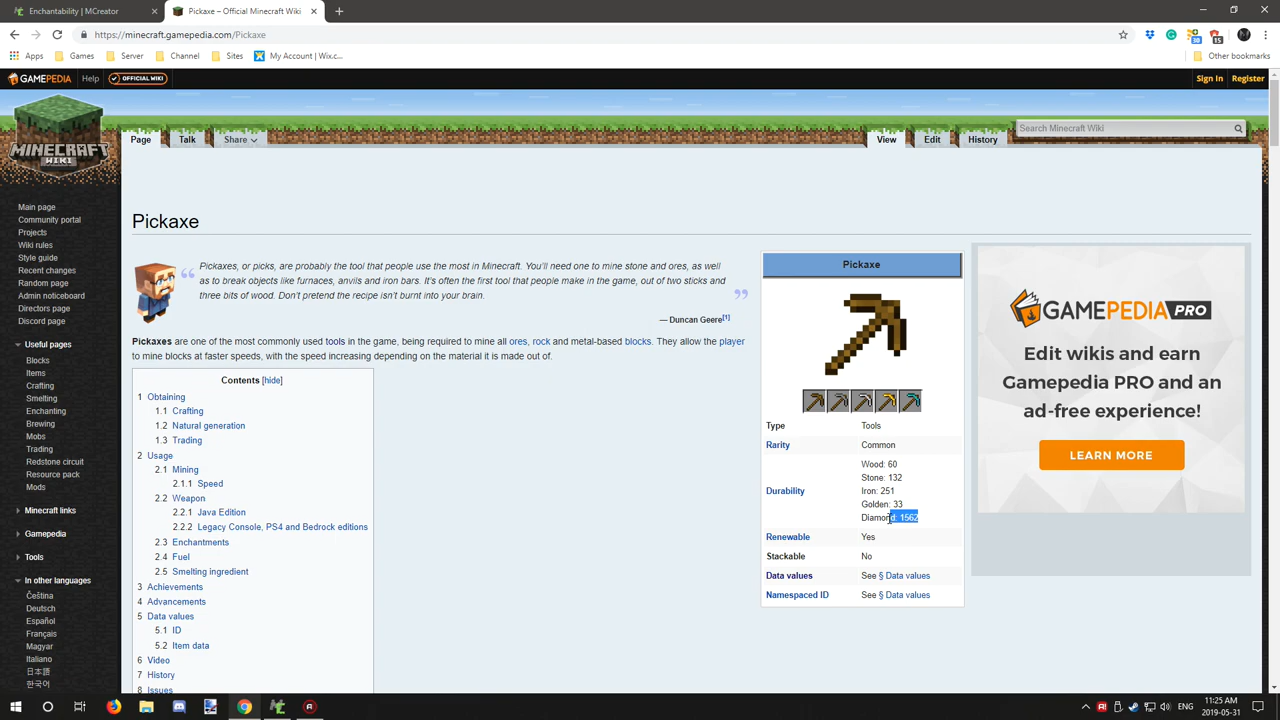 Enchantability | MCreator
Pickaxe – Official Minecraft Wiki
https://minecraft.gamepedia.com/Pickaxe
30
15
Apps
Games
Server
Channel
Sites
My Account | Wix.c...
Other bookmarks
GAMEPEDIA
Help
OFFICIAL WIKI
Sign In
Register
MINECRAFT
WIKI
Page
Talk
Share
View
Edit
History
Search Minecraft Wiki
Main page
Community portal
Projects
Wiki rules
Style guide
Recent changes
Random page
Admin noticeboard
Directors page
Discord page
Useful pages
Blocks
Items
Crafting
Smelting
Enchanting
Brewing
Mobs
Trading
Redstone circuit
Resource pack
Mods
Minecraft links
Gamepedia
Tools
In other languages
Čeština
Deutsch
Español
Français
Magyar
Italiano
日本語
한국어
Pickaxe
“ Pickaxes, or picks, are probably the tool that people use the most in Minecraft. You'll need one to mine stone and ores, as well
as to break objects like furnaces, anvils and iron bars. It's often the first tool that people make in the game, out of two sticks and
three bits of wood. Don't pretend the recipe isn't burnt into your brain. ”
— Duncan Geere[1]
Pickaxes are one of the most commonly used tools in the game, being required to mine all ores, rock and metal-based blocks. They allow the player
to mine blocks at faster speeds, with the speed increasing depending on the material it is made out of.
Contents [hide]
1 Obtaining
1.1 Crafting
1.2 Natural generation
1.3 Trading
2 Usage
2.1 Mining
2.1.1 Speed
2.2 Weapon
2.2.1 Java Edition
2.2.2 Legacy Console, PS4 and Bedrock editions
2.3 Enchantments
2.4 Fuel
2.5 Smelting ingredient
3 Achievements
4 Advancements
5 Data values
5.1 ID
5.2 Item data
6 Video
7 History
8 Issues
Pickaxe
Type Tools
Rarity Common
Durability
Wood: 60
Stone: 132
Iron: 251
Golden: 33
Diamond: 1562
Renewable Yes
Stackable No
Data values See § Data values
Namespaced ID See § Data values
GAMEPEDIA PRO
Edit wikis and earn
Gamepedia PRO and an
ad-free experience!
LEARN MORE
ENG
11:25 AM
2019-05-31